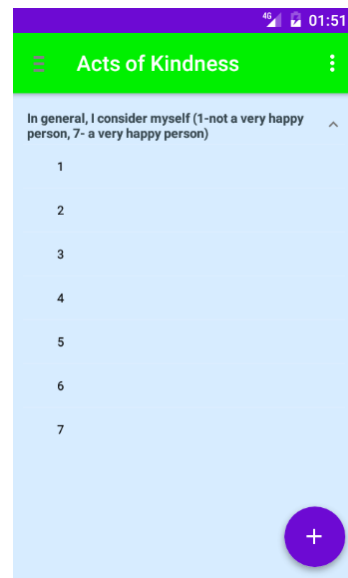 4G 01:51
Acts of Kindness
In general, I consider myself (1-not a very happy
person, 7- a very happy person)
1
2
3
4
5
6
7